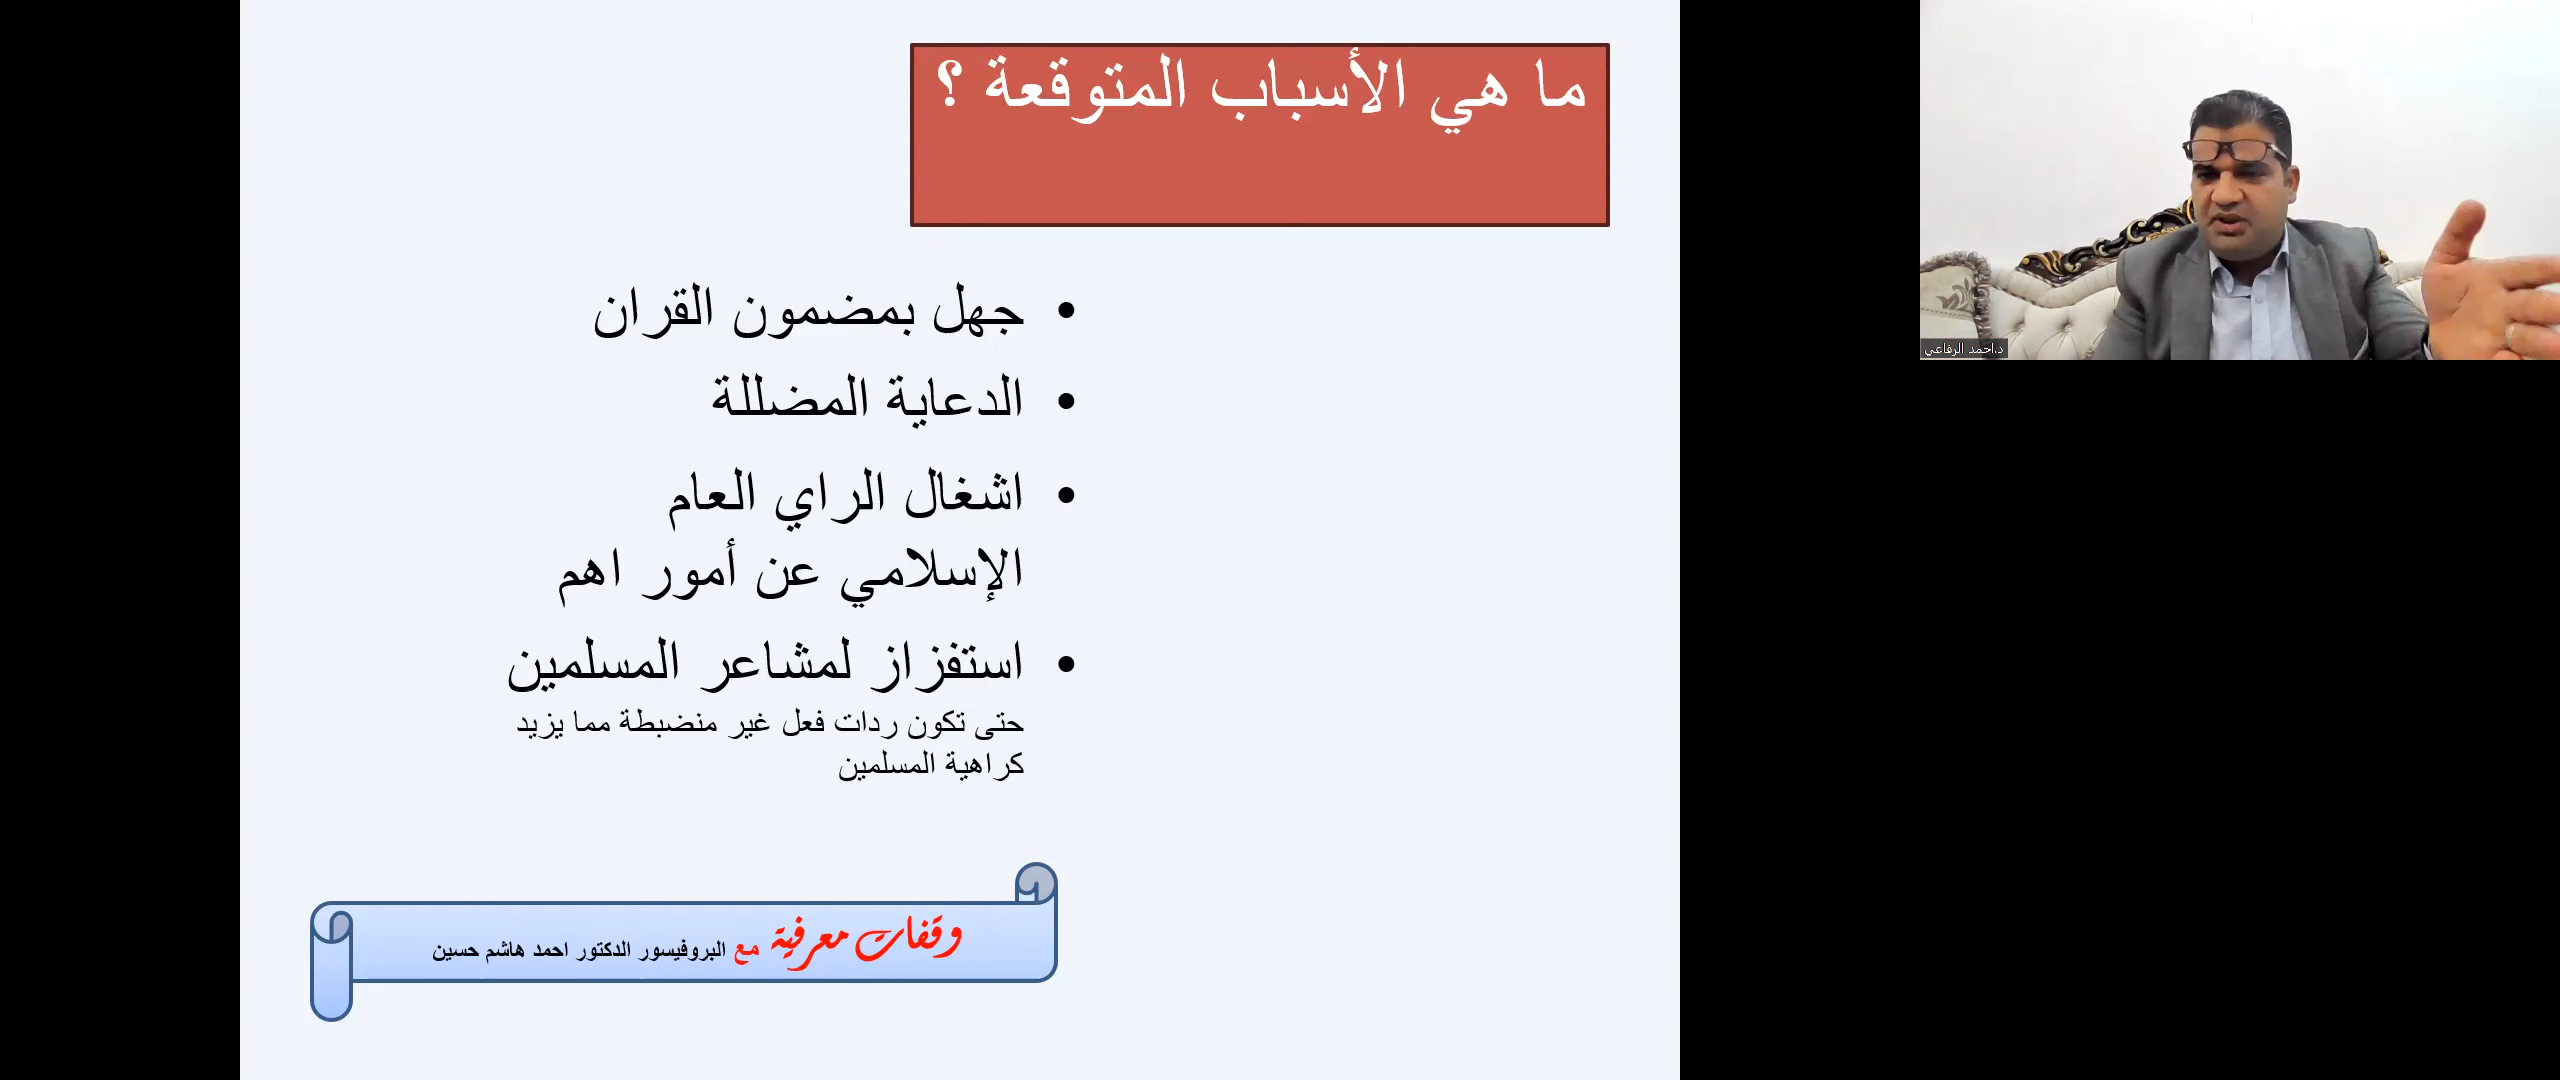 ما هي الأسباب المتوقعة ؟
• جهل بمضمون القران
• الدعاية المضللة
• اشغال الراي العام
الإسلامي عن أمور اهم
• استفزاز لمشاعر المسلمين
حتى تكون ردات فعل غير منضبطة مما يزيد
كراهية المسلمين
وقفات معرفية مع البروفيسور الدكتور احمد هاشم حسين
د.احمد الرفاعي